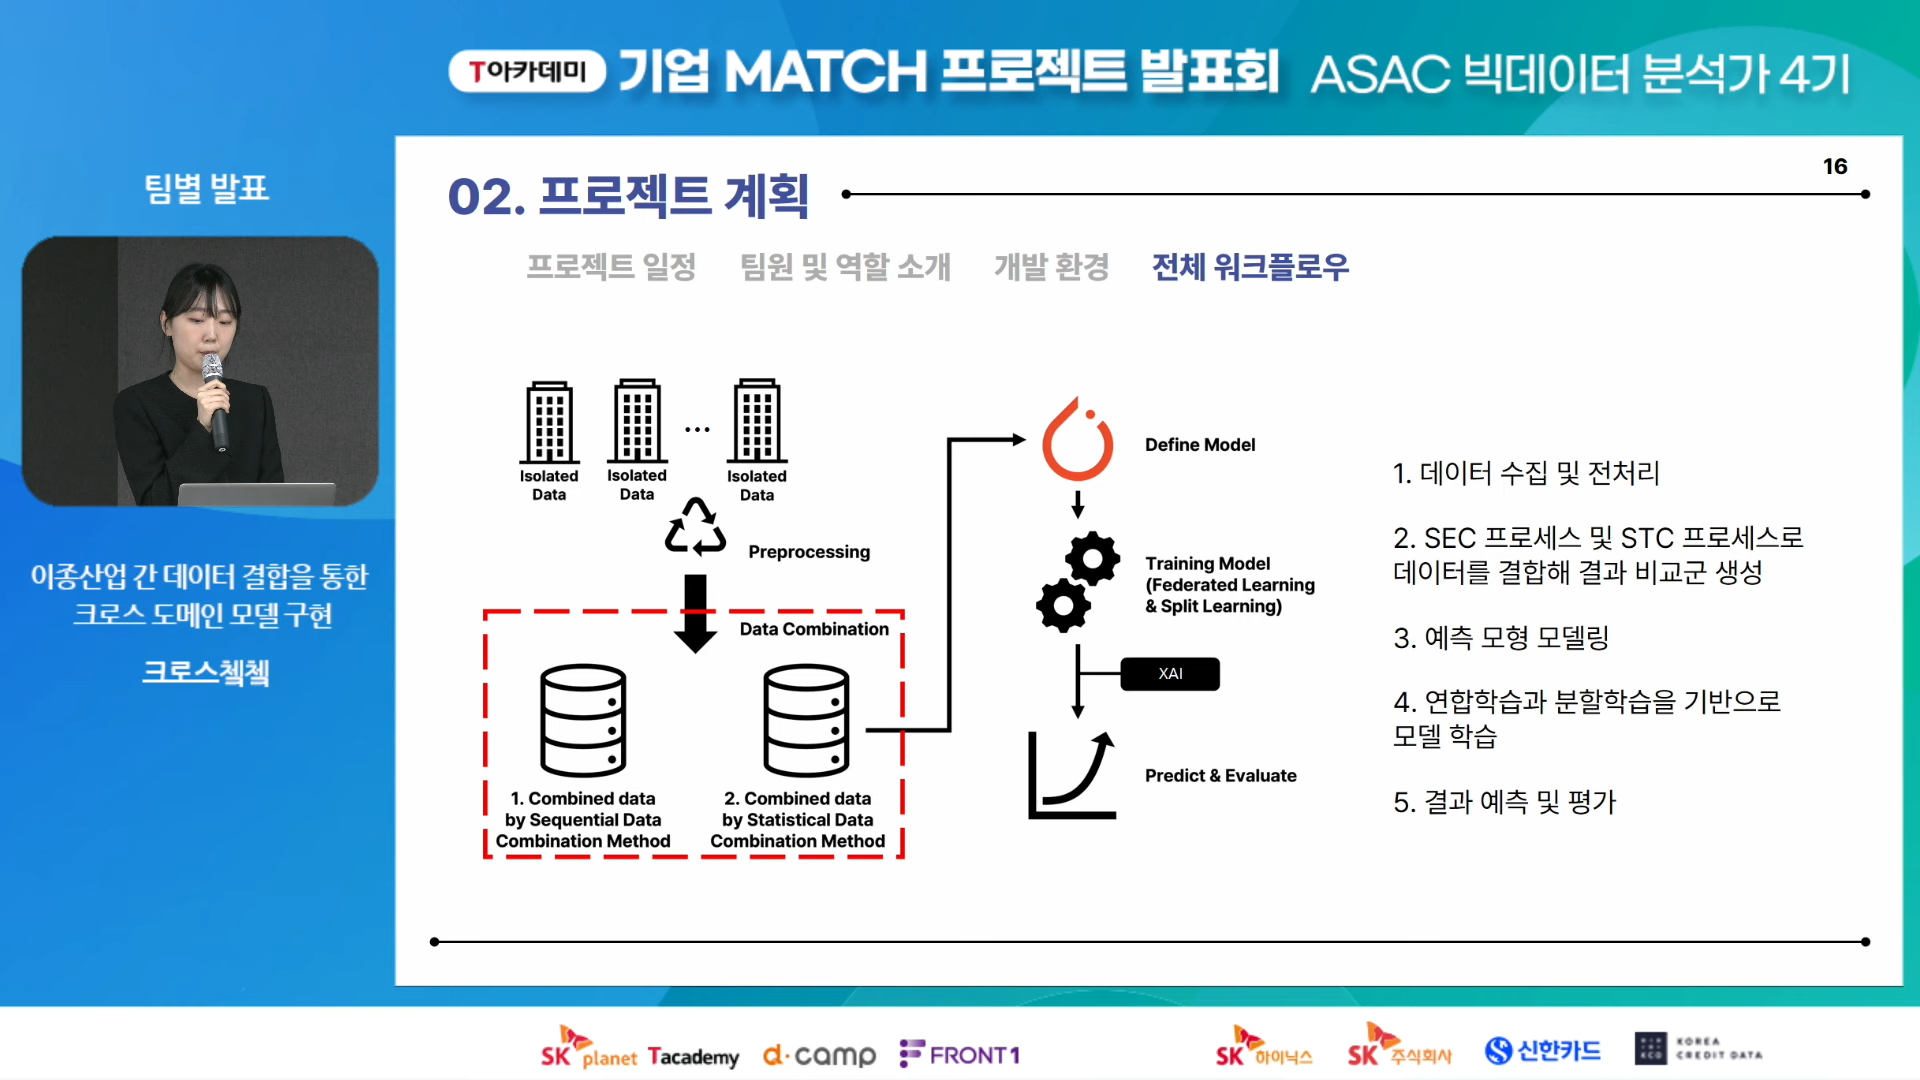 T아카데미 기업 MATCH 프로젝트 발표회 ASAC 빅데이터 분석가 4기
팀별 발표
이종산업 간 데이터 결합을 통한
크로스 도메인 모델 구현
크로스쳌쳌
16
02. 프로젝트 계획
프로젝트 일정 팀원 및 역할 소개 개발 환경 전체 워크플로우
Isolated
Data
Isolated
Data
...
Isolated
Data
Preprocessing
Data Combination
1. Combined data
by Sequential Data
Combination Method
2. Combined data
by Statistical Data
Combination Method
Define Model
Training Model
(Federated Learning
& Split Learning)
XAI
Predict & Evaluate
1. 데이터 수집 및 전처리
2. SEC 프로세스 및 STC 프로세스로
데이터를 결합해 결과 비교군 생성
3. 예측 모형 모델링
4. 연합학습과 분할학습을 기반으로
모델 학습
5. 결과 예측 및 평가
SK planet Tacademy d·camp FRONT1
SK 하이닉스 SK 주식회사 신한카드 KOREA
CREDIT DATA